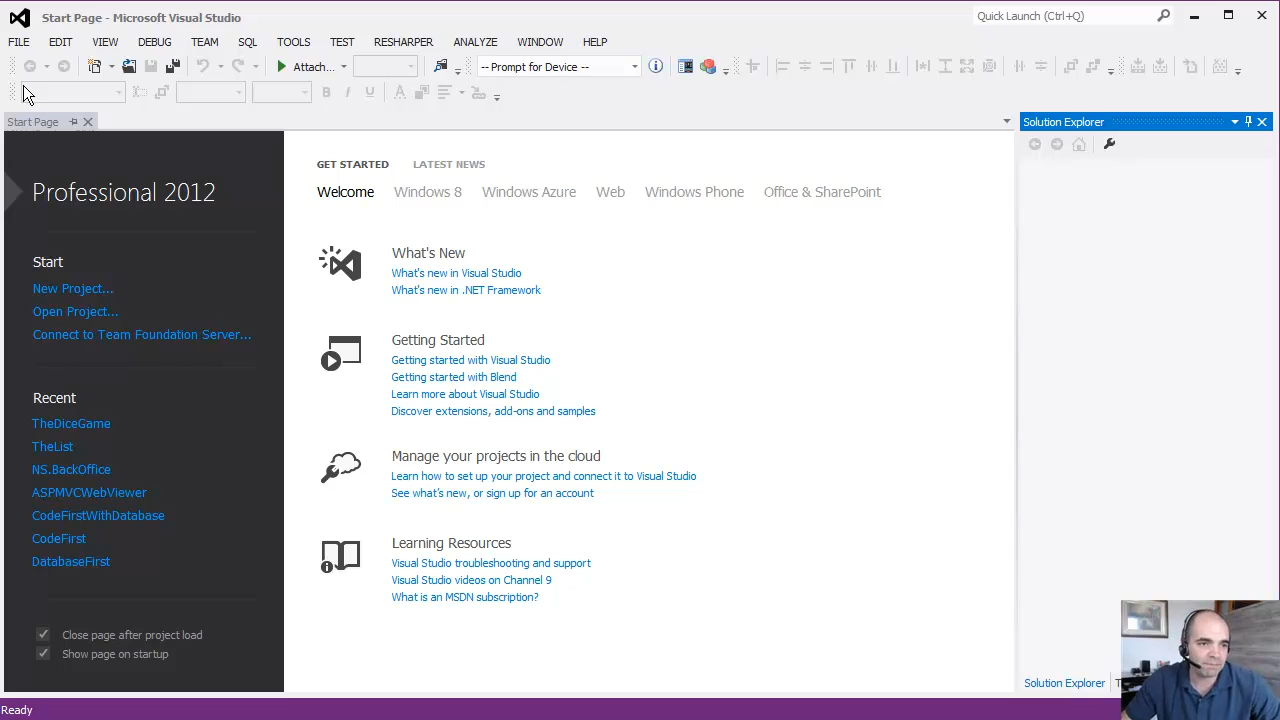 Start Page - Microsoft Visual Studio
Quick Launch (Ctrl+Q)
FILE EDIT VIEW DEBUG TEAM SQL TOOLS TEST RESHARPER ANALYZE WINDOW HELP
Attach... -- Prompt for Device --
B I U A
Start Page
Solution Explorer
Professional 2012
Start
New Project...
Open Project...
Connect to Team Foundation Server...
Recent
TheDiceGame
TheList
NS.BackOffice
ASPMVCWebViewer
CodeFirstWithDatabase
CodeFirst
DatabaseFirst
Close page after project load
Show page on startup
GET STARTED LATEST NEWS
Welcome Windows 8 Windows Azure Web Windows Phone Office & SharePoint
What's New
What's new in Visual Studio
What's new in .NET Framework
Getting Started
Getting started with Visual Studio
Getting started with Blend
Learn more about Visual Studio
Discover extensions, add-ons and samples
Manage your projects in the cloud
Learn how to set up your project and connect it to Visual Studio
See what's new, or sign up for an account
Learning Resources
Visual Studio troubleshooting and support
Visual Studio videos on Channel 9
What is an MSDN subscription?
Solution Explorer
Ready